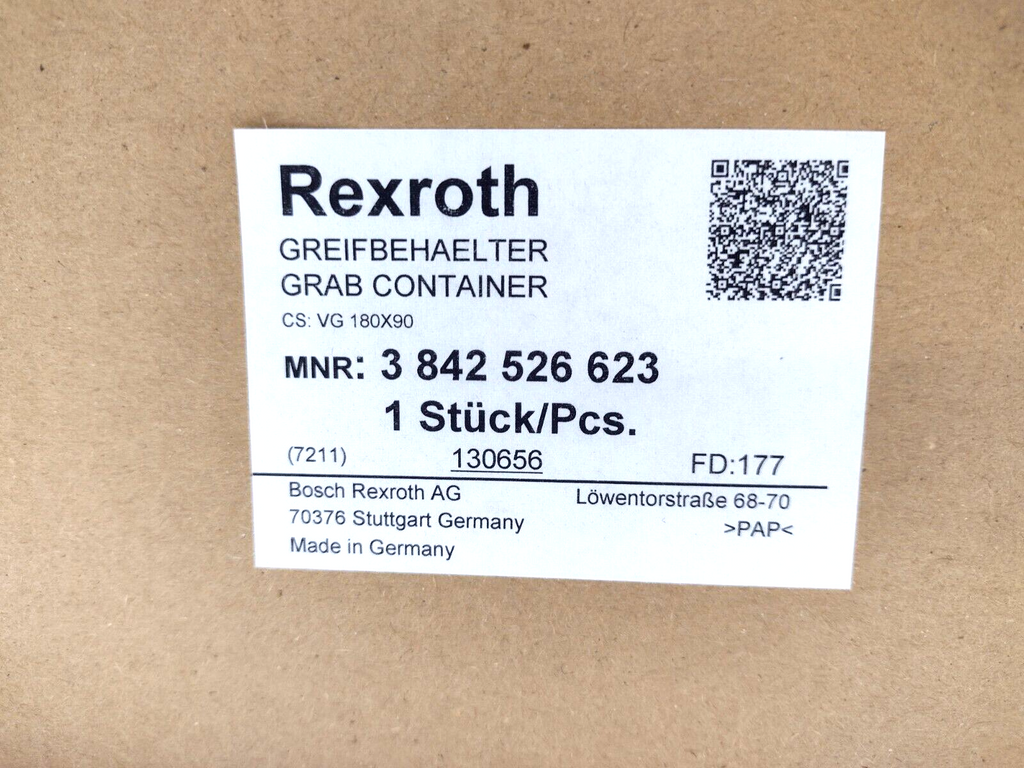 Rexroth
GREIFBEHAELTER
GRAB CONTAINER
CS: VG 180X90
MNR: 3 842 526 623
1 Stück/Pcs.
(7211) 130656 FD:177
Bosch Rexroth AG Löwentorstraße 68-70
70376 Stuttgart Germany >PAP<
Made in Germany